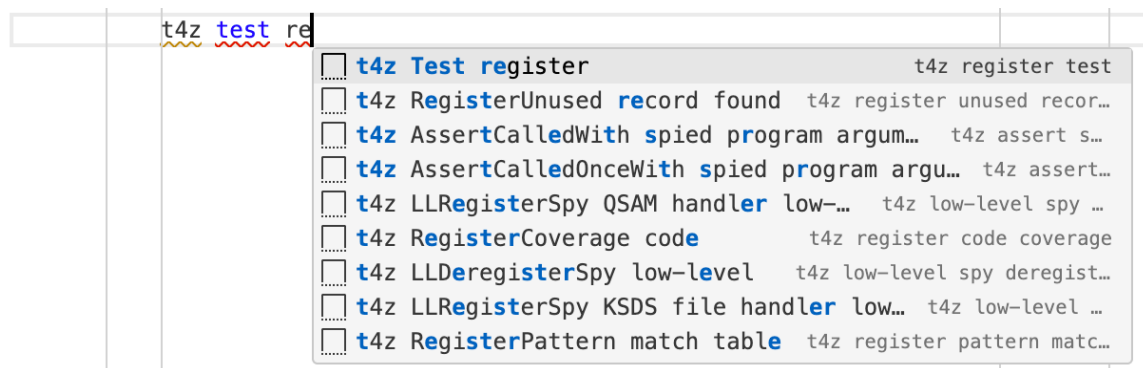 t4z test re
t4z Test register t4z register test
t4z RegisterUnused record found t4z register unused recor…
t4z AssertCalledWith spied program argum… t4z assert s…
t4z AssertCalledOnceWith spied program argu… t4z assert…
t4z LLRegisterSpy QSAM handler low-… t4z low-level spy …
t4z RegisterCoverage code t4z register code coverage
t4z LLDeregisterSpy low-level t4z low-level spy deregist…
t4z LLRegisterSpy KSDS file handler low… t4z low-level …
t4z RegisterPattern match table t4z register pattern matc…